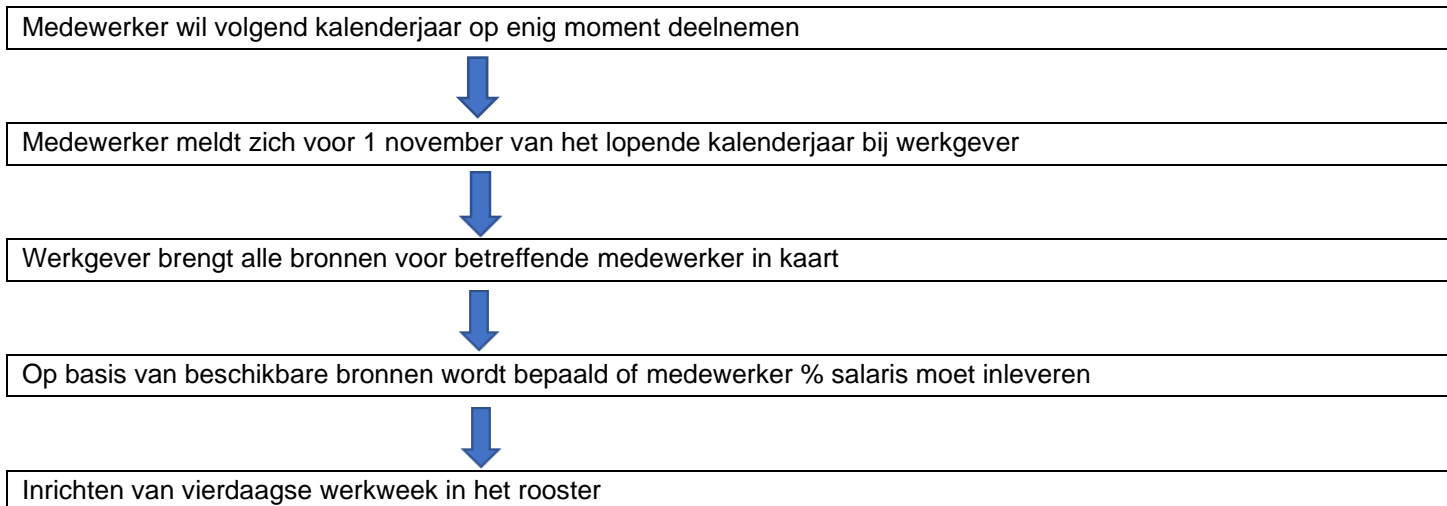 Medewerker wil volgend kalenderjaar op enig moment deelnemen
Medewerker meldt zich voor 1 november van het lopende kalenderjaar bij werkgever
Werkgever brengt alle bronnen voor betreffende medewerker in kaart
Op basis van beschikbare bronnen wordt bepaald of medewerker % salaris moet inleveren
Inrichten van vierdaagse werkweek in het rooster